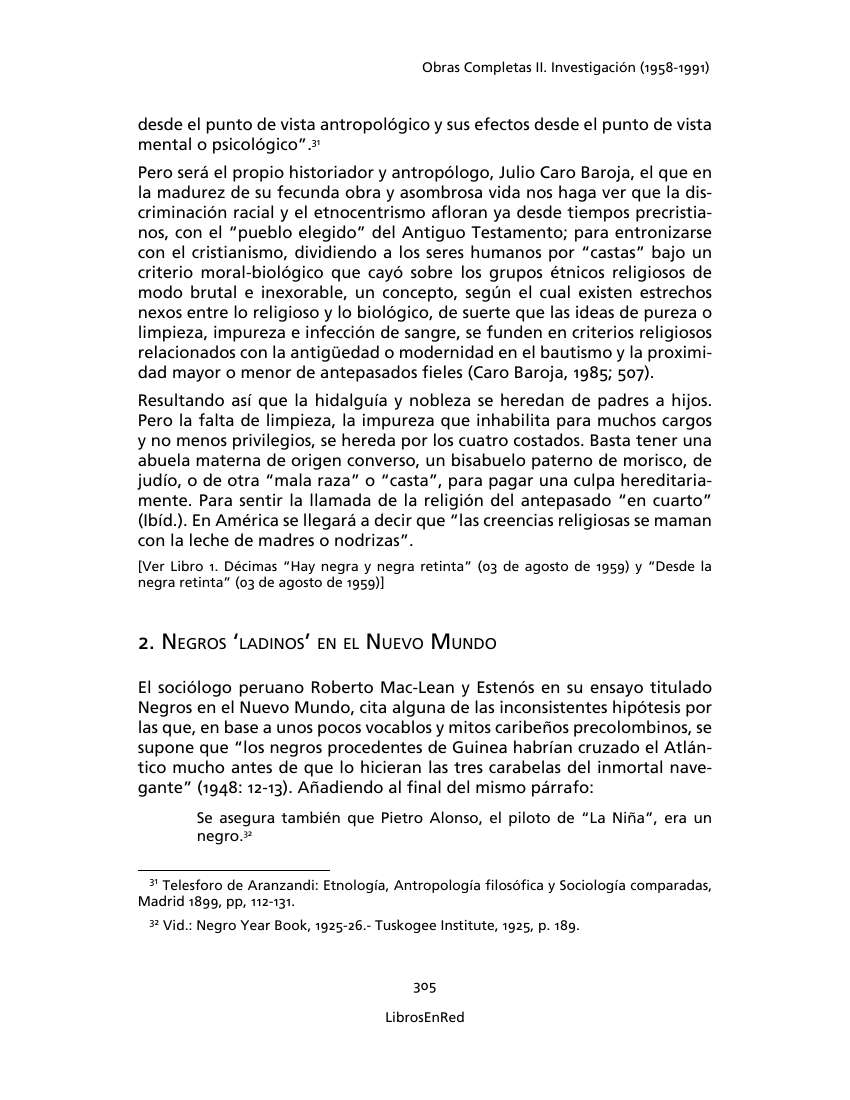 Obras Completas II. Investigación (1958-1991)
desde el punto de vista antropológico y sus efectos desde el punto de vista
mental o psicológico”.³¹
Pero será el propio historiador y antropólogo, Julio Caro Baroja, el que en
la madurez de su fecunda obra y asombrosa vida nos haga ver que la dis-
criminación racial y el etnocentrismo afloran ya desde tiempos precristia-
nos, con el “pueblo elegido” del Antiguo Testamento; para entronizarse
con el cristianismo, dividiendo a los seres humanos por “castas” bajo un
criterio moral-biológico que cayó sobre los grupos étnicos religiosos de
modo brutal e inexorable, un concepto, según el cual existen estrechos
nexos entre lo religioso y lo biológico, de suerte que las ideas de pureza o
limpieza, impureza e infección de sangre, se funden en criterios religiosos
relacionados con la antigüedad o modernidad en el bautismo y la proximi-
dad mayor o menor de antepasados fieles (Caro Baroja, 1985; 507).
Resultando así que la hidalguía y nobleza se heredan de padres a hijos.
Pero la falta de limpieza, la impureza que inhabilita para muchos cargos
y no menos privilegios, se hereda por los cuatro costados. Basta tener una
abuela materna de origen converso, un bisabuelo paterno de morisco, de
judío, o de otra “mala raza” o “casta”, para pagar una culpa hereditaria-
mente. Para sentir la llamada de la religión del antepasado “en cuarto”
(Ibíd.). En América se llegará a decir que “las creencias religiosas se maman
con la leche de madres o nodrizas”.
[Ver Libro 1. Décimas “Hay negra y negra retinta” (03 de agosto de 1959) y “Desde la
negra retinta” (03 de agosto de 1959)]
2. Negros ‘ladinos’ en el Nuevo Mundo
El sociólogo peruano Roberto Mac-Lean y Estenós en su ensayo titulado
Negros en el Nuevo Mundo, cita alguna de las inconsistentes hipótesis por
las que, en base a unos pocos vocablos y mitos caribeños precolombinos, se
supone que “los negros procedentes de Guinea habrían cruzado el Atlán-
tico mucho antes de que lo hicieran las tres carabelas del inmortal nave-
gante” (1948: 12-13). Añadiendo al final del mismo párrafo:
Se asegura también que Pietro Alonso, el piloto de “La Niña”, era un
negro.³²
³¹ Telesforo de Aranzandi: Etnología, Antropología filosófica y Sociología comparadas,
Madrid 1899, pp, 112-131.
³² Vid.: Negro Year Book, 1925-26.- Tuskogee Institute, 1925, p. 189.
305
LibrosEnRed